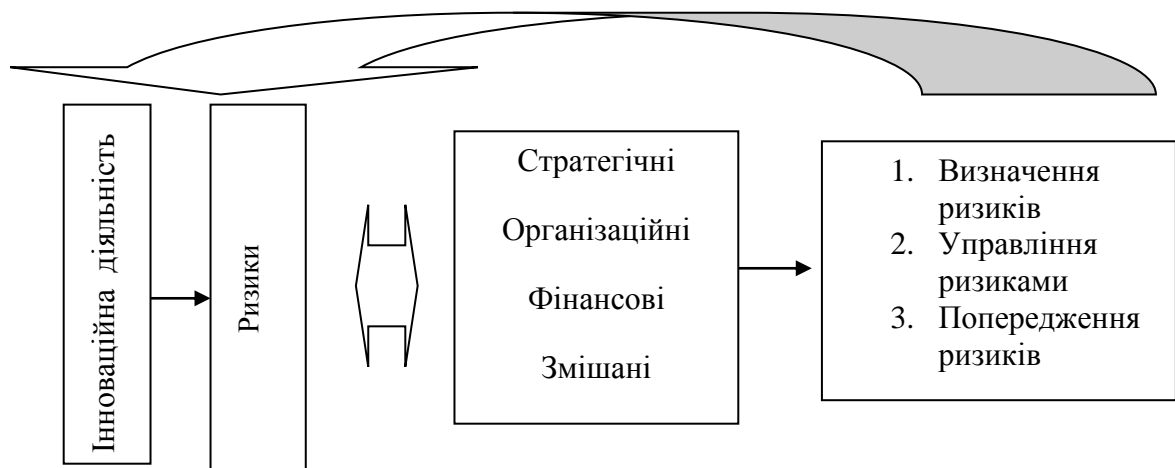 Інноваційна діяльність
Ризики
Стратегічні
Організаційні
Фінансові
Змішані
1. Визначення
ризиків
2. Управління
ризиками
3. Попередження
ризиків